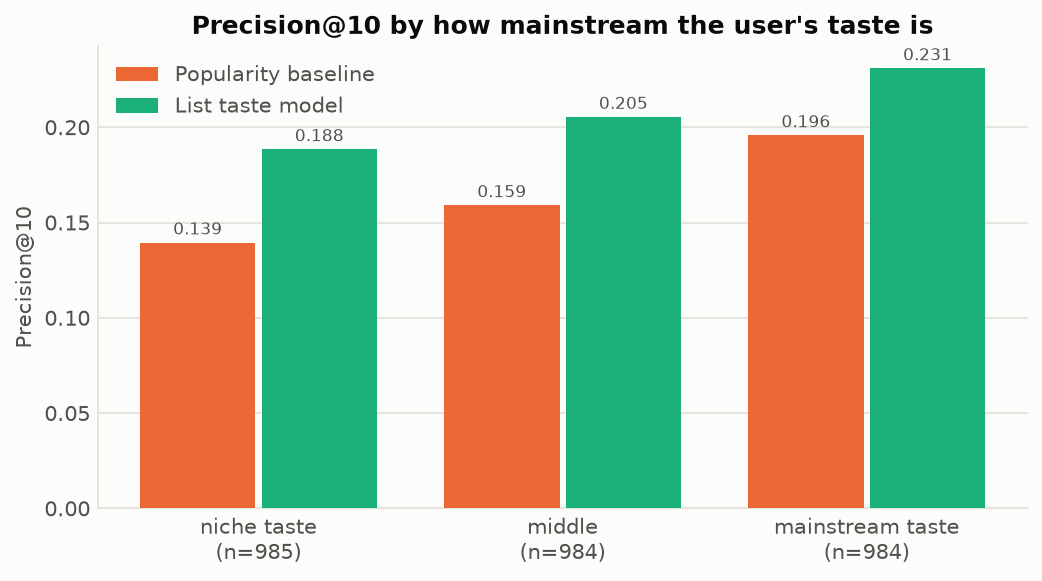 Precision@10 by how mainstream the user's taste is
Popularity baseline
List taste model
Precision@10
0.20
0.15
0.10
0.05
0.00
0.139
0.188
0.159
0.205
0.196
0.231
niche taste
(n=985)
middle
(n=984)
mainstream taste
(n=984)